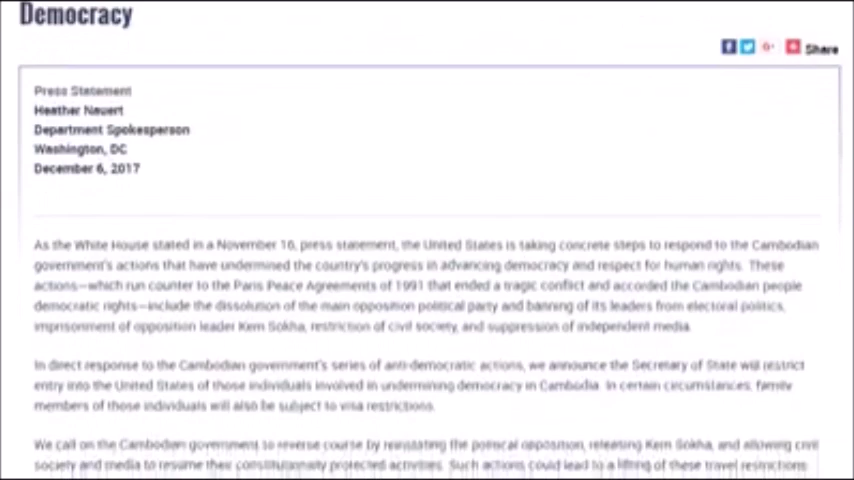 Democracy
Share
Press Statement
Heather Nauert
Department Spokesperson
Washington, DC
December 6, 2017
As the White House stated in a November 16, press statement, the United States is taking concrete steps to respond to the Cambodian
government's actions that have undermined the country's progress in advancing democracy and respect for human rights. These
actions—which run counter to the Paris Peace Agreements of 1991 that ended a tragic conflict and accorded the Cambodian people
democratic rights—include the dissolution of the main opposition political party and banning of its leaders from electoral politics,
imprisonment of opposition leader Kem Sokha, restriction of civil society, and suppression of independent media.
In direct response to the Cambodian government's series of anti-democratic actions, we announce the Secretary of State will restrict
entry into the United States of those individuals involved in undermining democracy in Cambodia. In certain circumstances, family
members of those individuals will also be subject to visa restrictions.
We call on the Cambodian government to reverse course by reinstating the political opposition, releasing Kem Sokha, and allowing civil
society and media to resume their constitutionally protected activities. Such actions could lead to a lifting of these travel restrictions